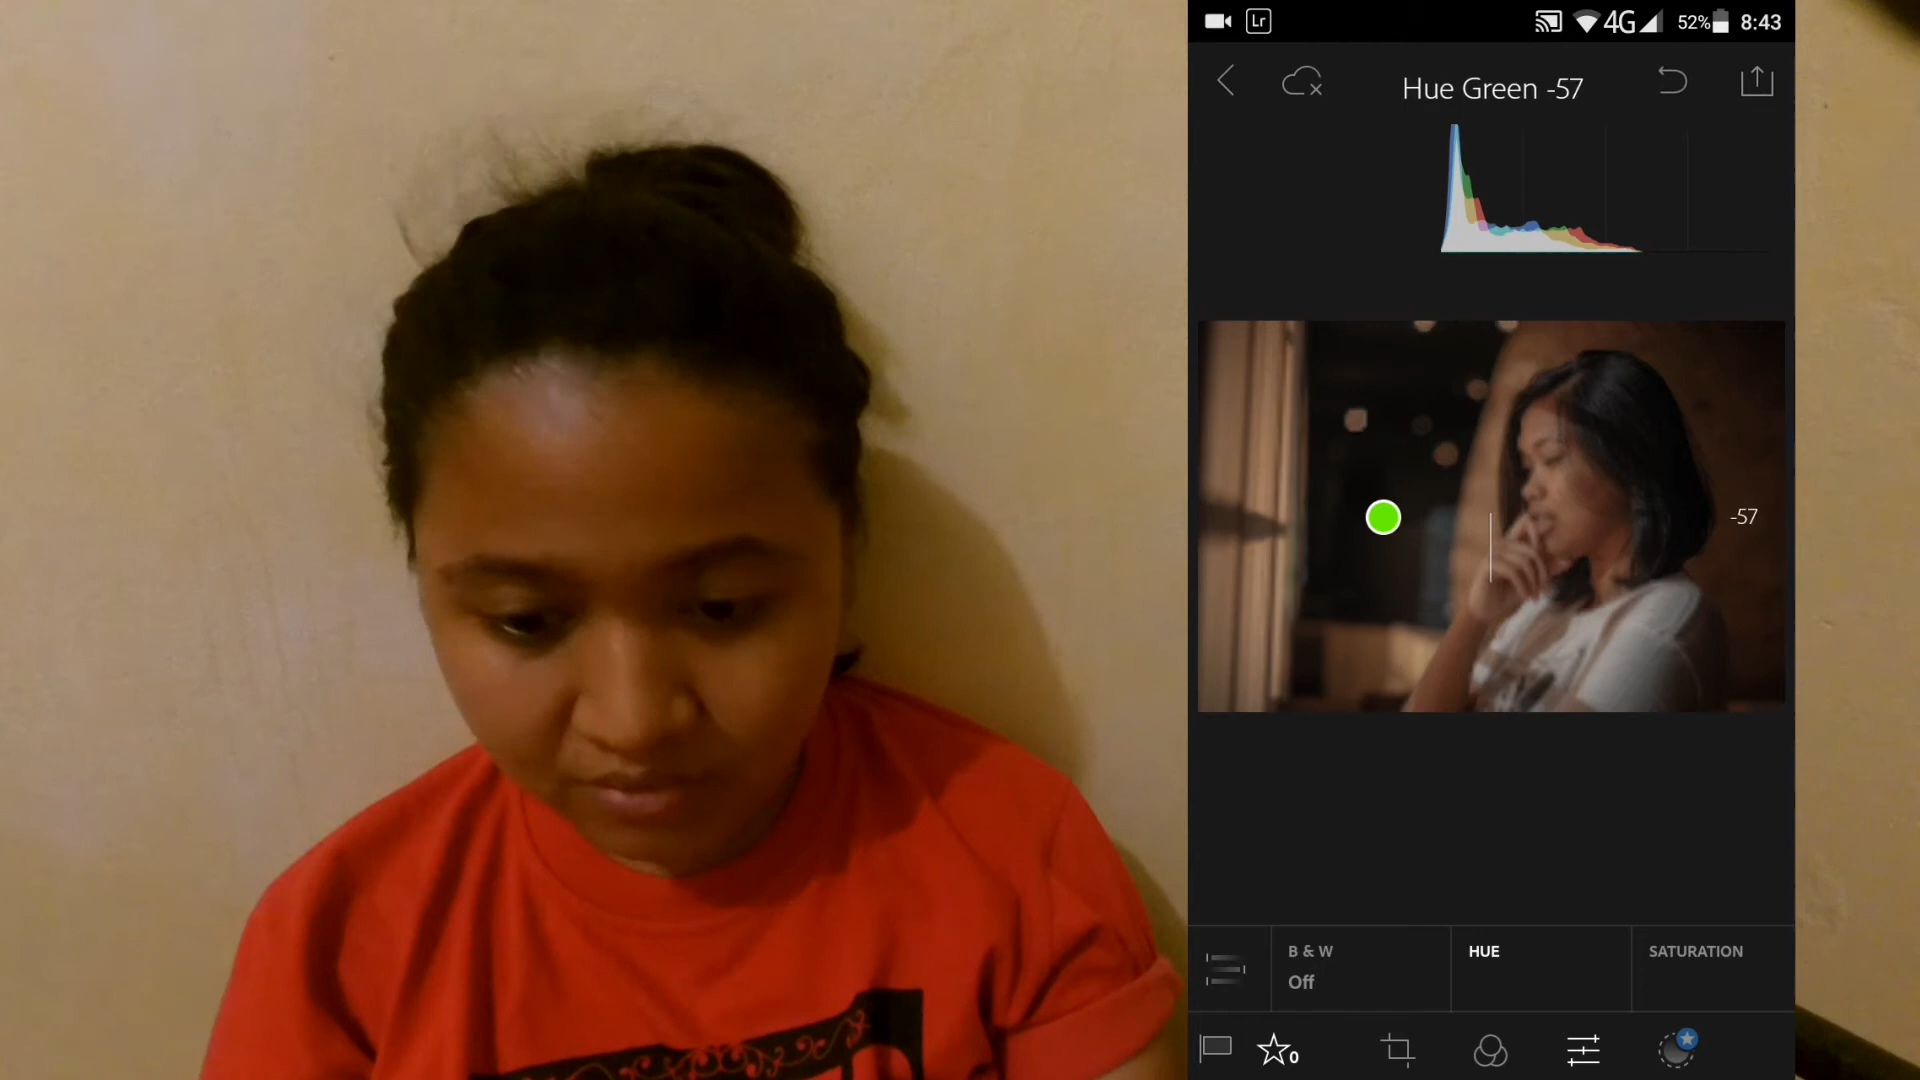 Lr 4G 52% 8:43
Hue Green -57
-57
B & W
Off
HUE
SATURATION
0